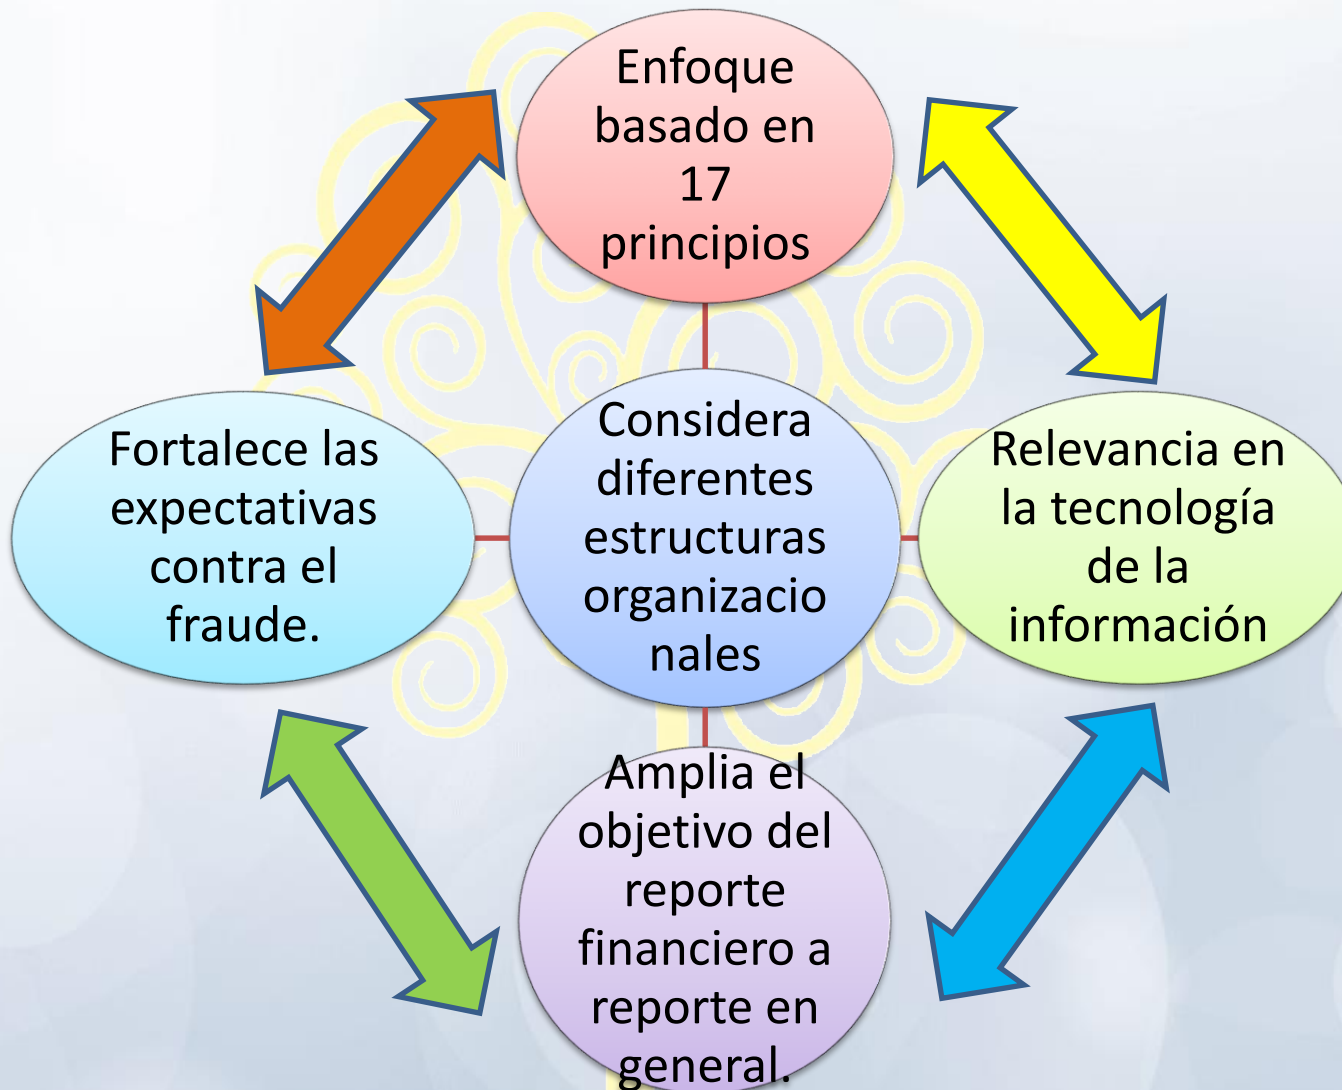 Enfoque
basado en
17
principios
Fortalece las
expectativas
contra el
fraude.
Considera
diferentes
estructuras
organizacio
nales
Relevancia en
la tecnología
de la
información
Amplia el
objetivo del
reporte
financiero a
reporte en
general.